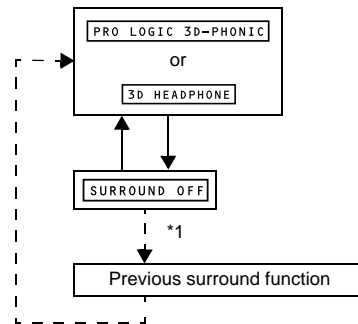 PRO LOGIC 3D-PHONIC
or
3D HEADPHONE
SURROUND OFF
*1
Previous surround function